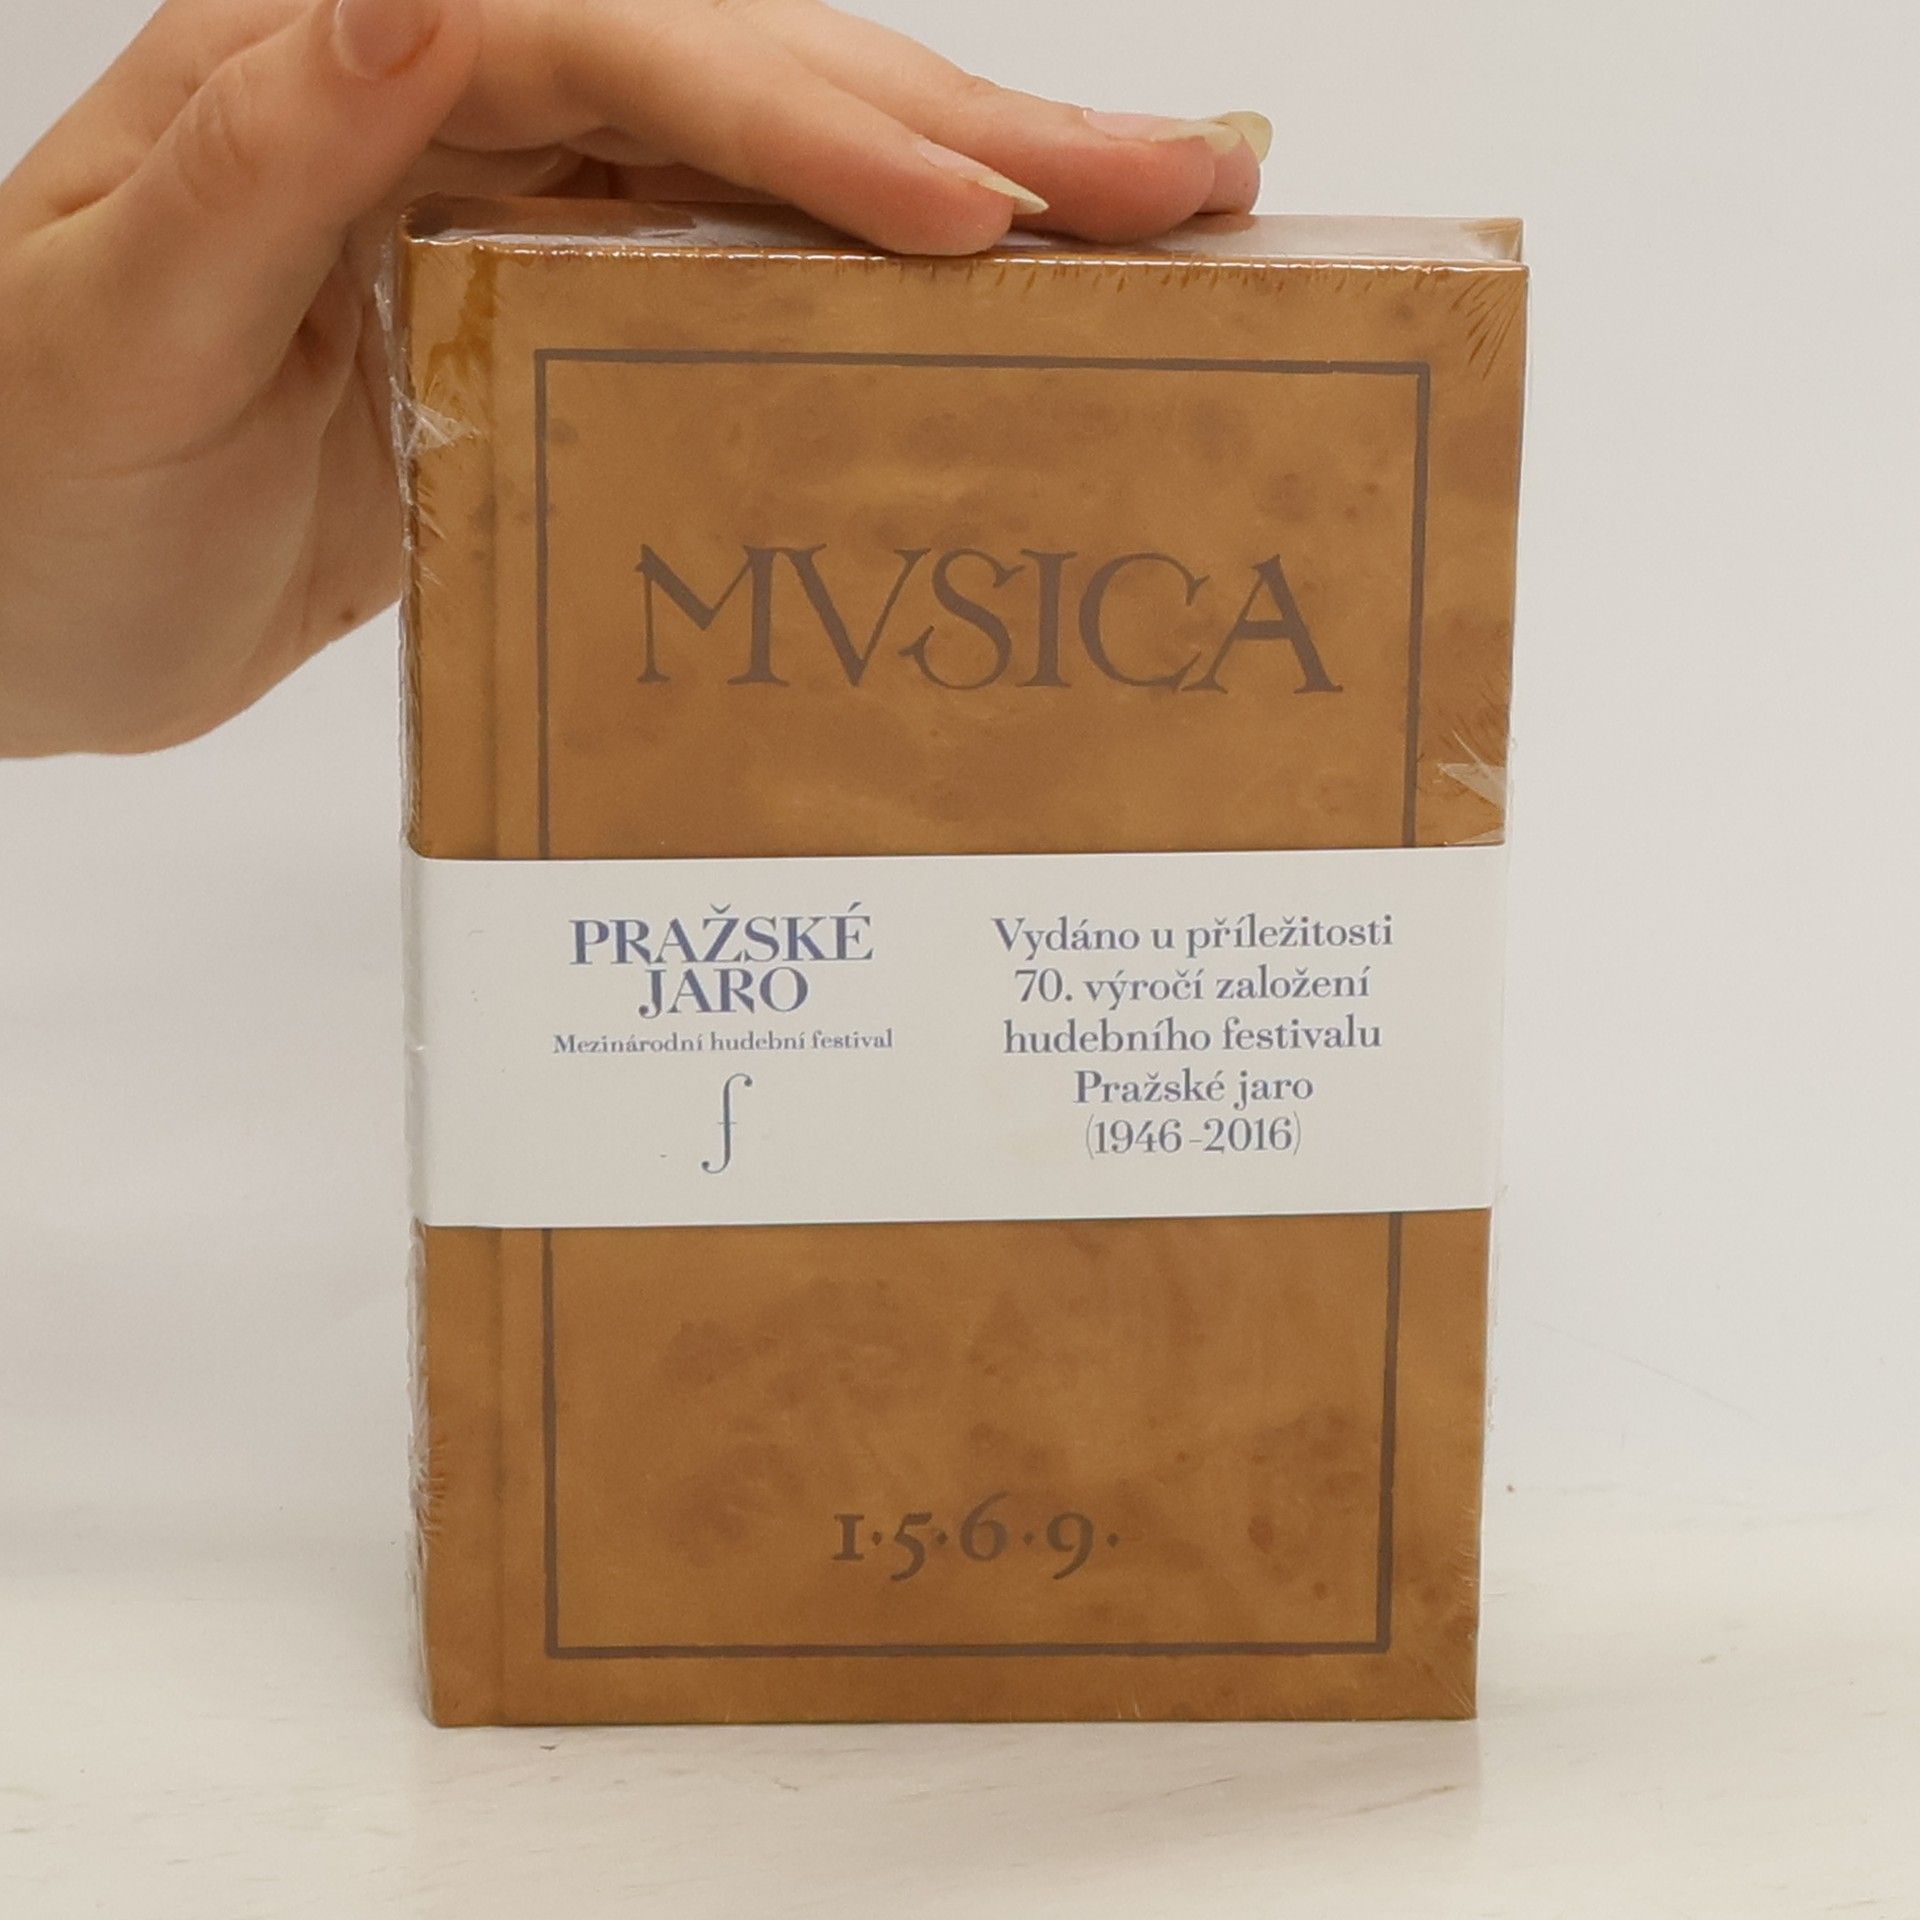 MVSICA
PRAŽSKÉ
JARO
Mezinárodní hudební festival
f
Vydáno u příležitosti
70. výročí založení
hudebního festivalu
Pražské jaro
(1946-2016)
1·5·6·9·